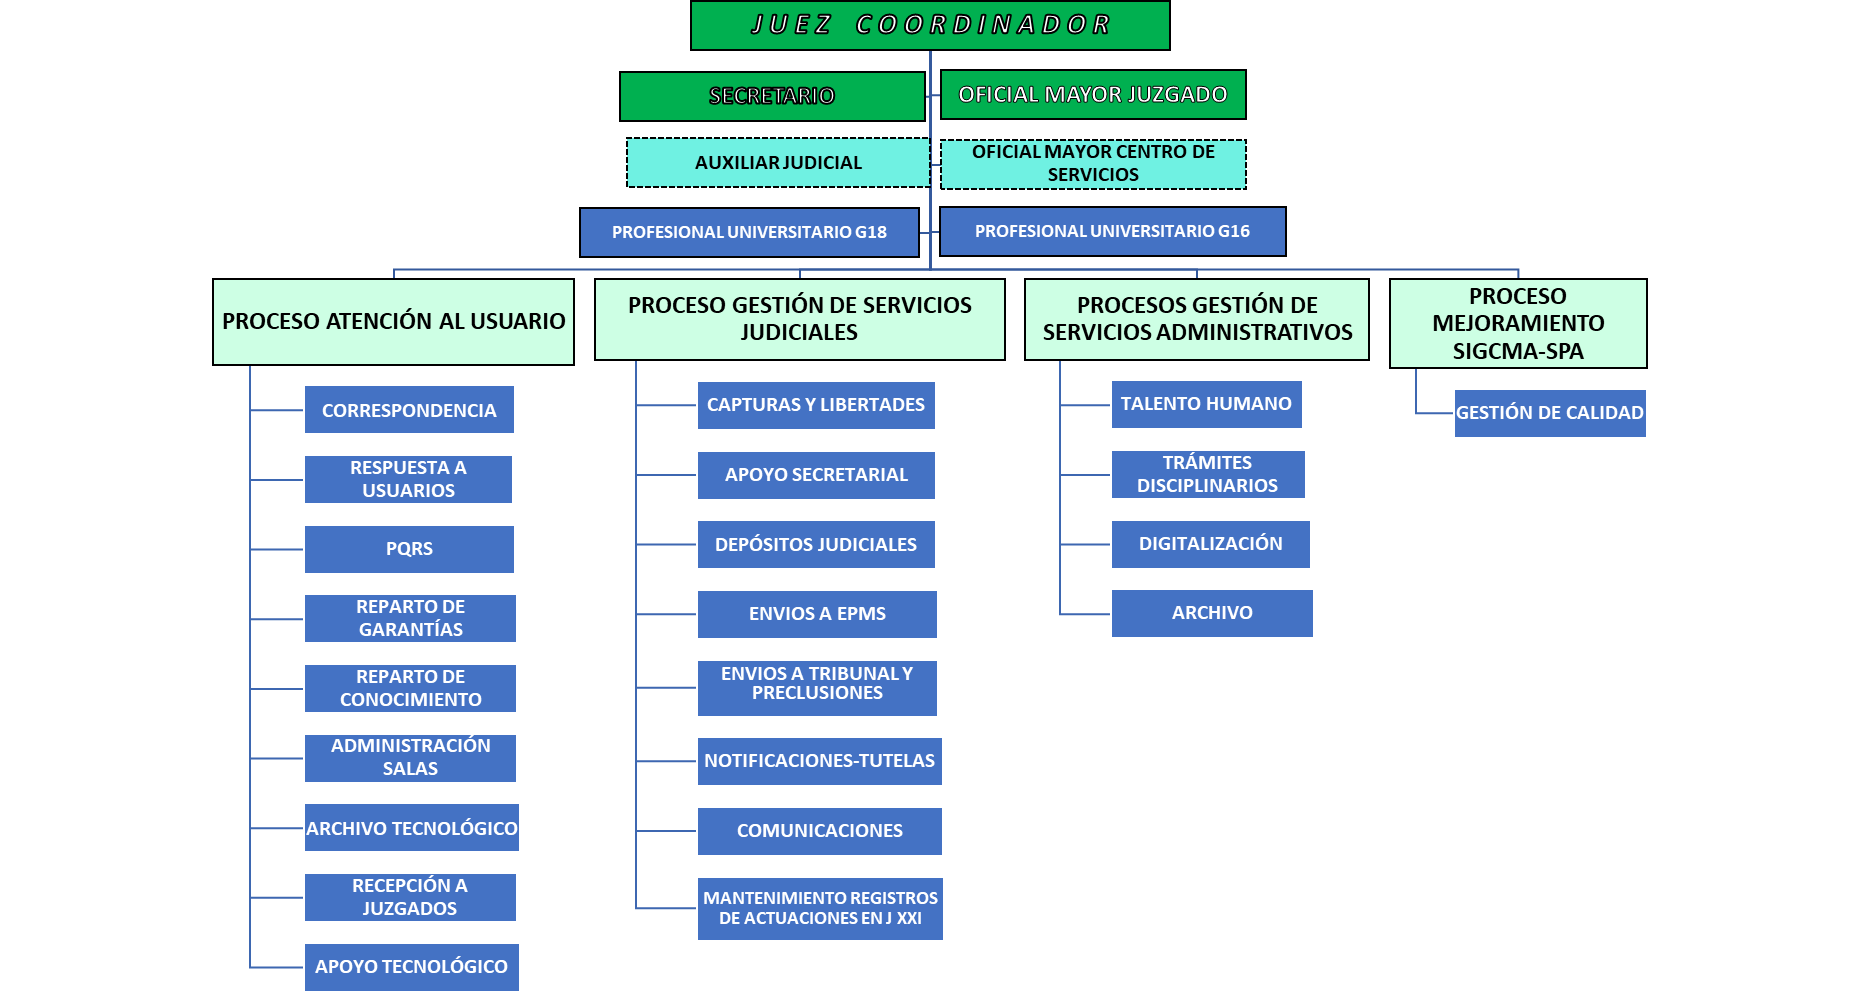 JUEZ COORDINADOR
SECRETARIO
OFICIAL MAYOR JUZGADO
AUXILIAR JUDICIAL
OFICIAL MAYOR CENTRO DE
SERVICIOS
PROFESIONAL UNIVERSITARIO G18
PROFESIONAL UNIVERSITARIO G16
PROCESO ATENCIÓN AL USUARIO
CORRESPONDENCIA
RESPUESTA A
USUARIOS
PQRS
REPARTO DE
GARANTÍAS
REPARTO DE
CONOCIMIENTO
ADMINISTRACIÓN
SALAS
ARCHIVO TECNOLÓGICO
RECEPCIÓN A
JUZGADOS
APOYO TECNOLÓGICO
PROCESO GESTIÓN DE SERVICIOS
JUDICIALES
CAPTURAS Y LIBERTADES
APOYO SECRETARIAL
DEPÓSITOS JUDICIALES
ENVIOS A EPMS
ENVIOS A TRIBUNAL Y
PRECLUSIONES
NOTIFICACIONES-TUTELAS
COMUNICACIONES
MANTENIMIENTO REGISTROS
DE ACTUACIONES EN J XXI
PROCESOS GESTIÓN DE
SERVICIOS ADMINISTRATIVOS
TALENTO HUMANO
TRÁMITES
DISCIPLINARIOS
DIGITALIZACIÓN
ARCHIVO
PROCESO
MEJORAMIENTO
SIGCMA-SPA
GESTIÓN DE CALIDAD